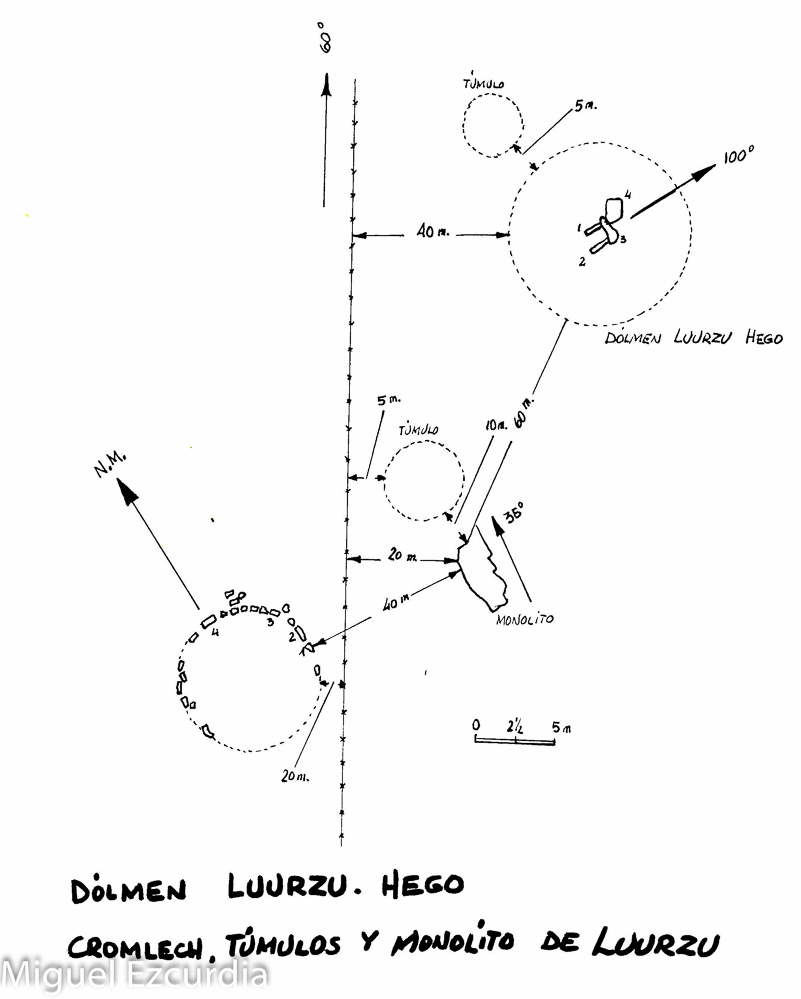 60°
TÚMULO
5 m.
100°
4
1
3
2
40 m.
DÓLMEN LUURZU HEGO
5 m.
TÚMULO
10 m.
60 m.
N.M.
35°
20 m.
40 m
MONOLITO
4
3
2
1
0 2½ 5 m
20 m.
DÓLMEN LUURZU. HEGO
CROMLECH, TÚMULOS Y MONOLITO DE LUURZU
Miguel Ezcurdia